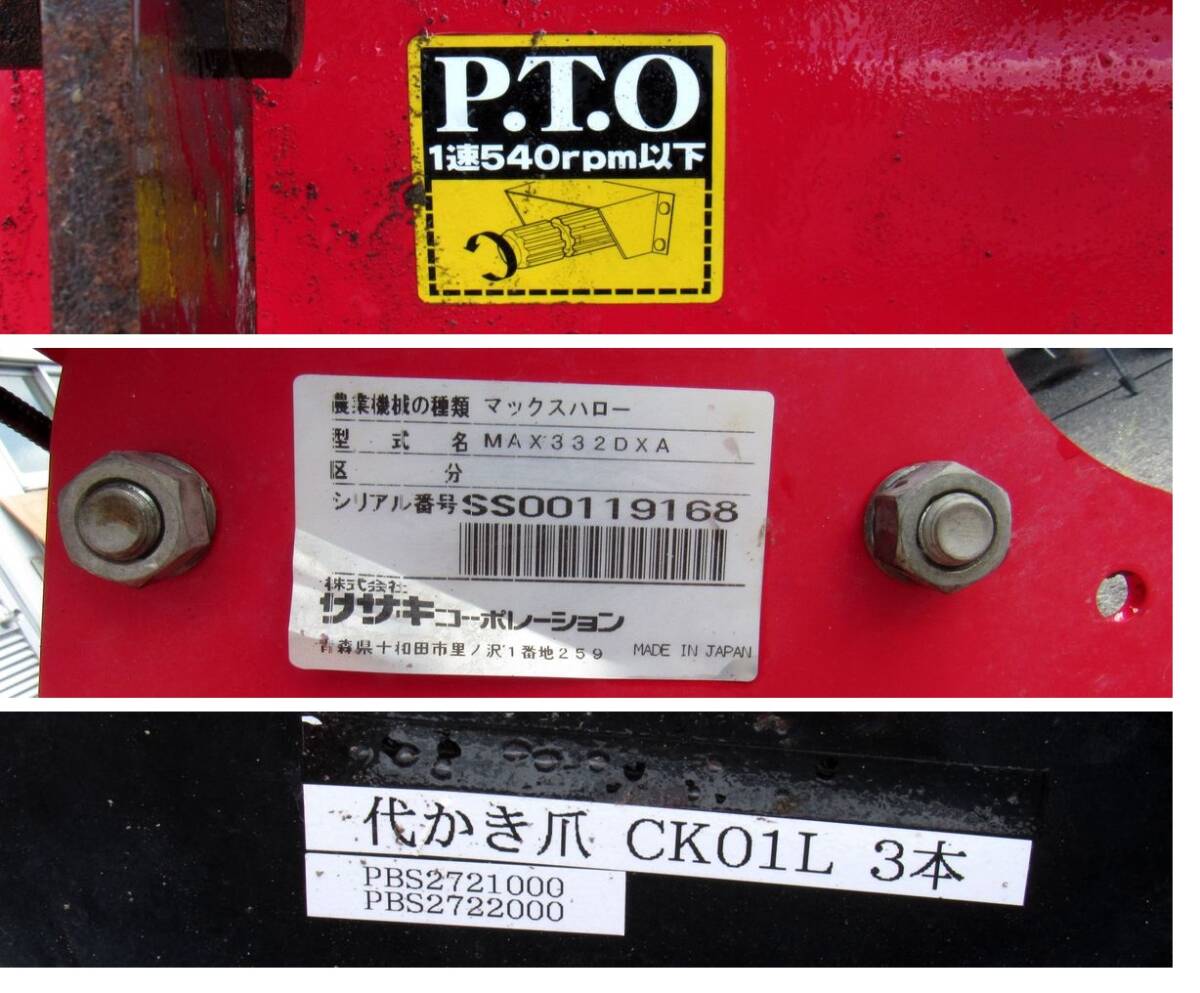 P.T.O
1速540rpm以下
農業機械の種類 マックスハロー
型式名 MAX332DXA
区分
シリアル番号 SS00119168
株式会社
ササキコーポレーション
青森県十和田市里ノ沢1番地259 MADE IN JAPAN
代かき爪 CK01L 3本
PBS2721000
PBS2722000